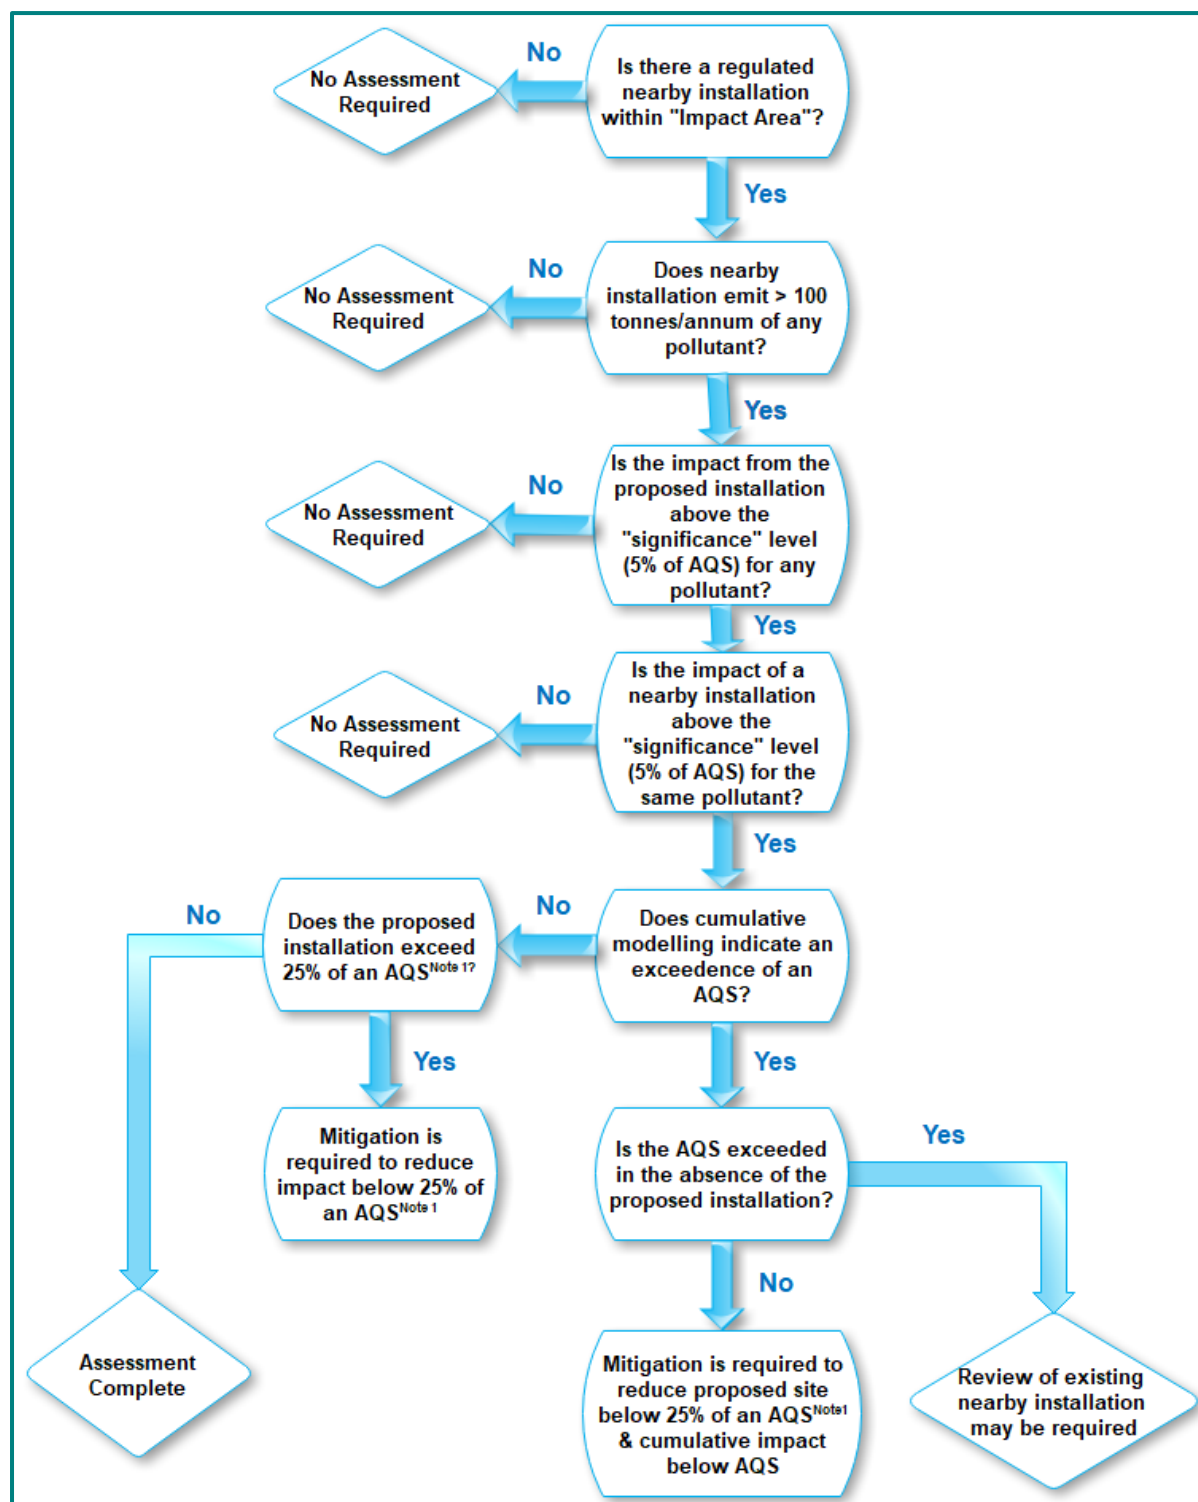 No
Is there a regulated
nearby installation
within "Impact Area"?
No Assessment
Required
Yes
No
Does nearby
installation emit > 100
tonnes/annum of any
pollutant?
No Assessment
Required
Yes
No
Is the impact from the
proposed installation
above the
"significance" level
(5% of AQS) for any
pollutant?
No Assessment
Required
Yes
No
Is the impact of a
nearby installation
above the
"significance" level
(5% of AQS) for the
same pollutant?
No Assessment
Required
Yes
No
Does the proposed
installation exceed
25% of an AQS Note 1?
No
Does cumulative
modelling indicate an
exceedence of an
AQS?
Yes
Mitigation is
required to reduce
impact below 25% of
an AQS Note 1
Yes
Is the AQS exceeded
in the absence of the
proposed installation?
Yes
No
Assessment
Complete
Mitigation is required to
reduce proposed site
below 25% of an AQS Note1
& cumulative impact
below AQS
Review of existing
nearby installation
may be required